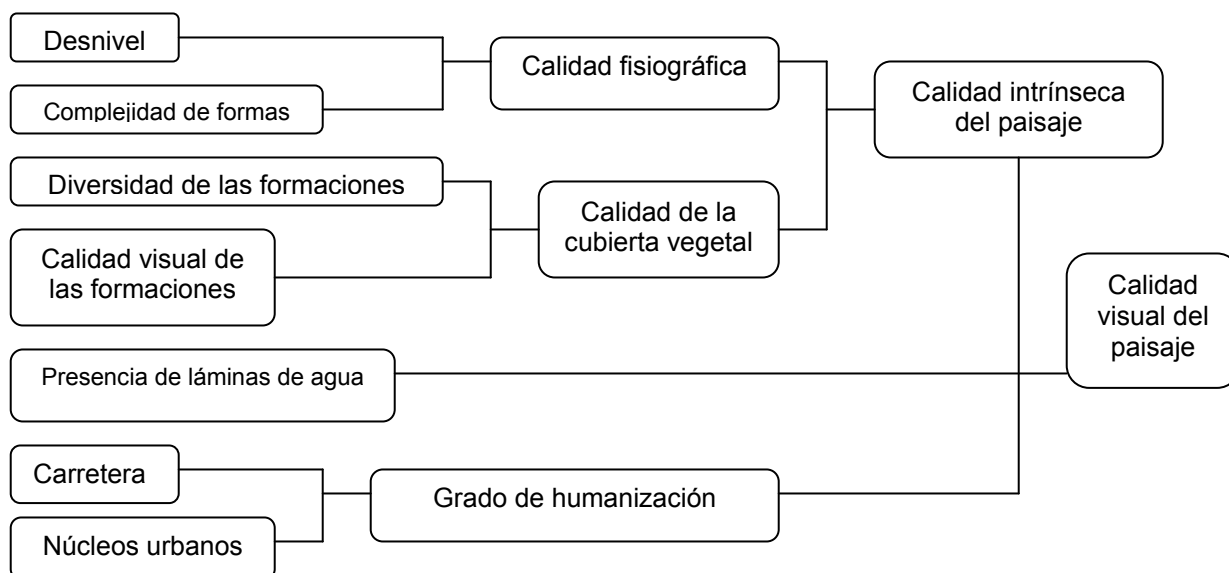 Desnivel
Complejidad de formas
Diversidad de las formaciones
Calidad visual de
las formaciones
Presencia de láminas de agua
Carretera
Núcleos urbanos
Calidad fisiográfica
Calidad de la
cubierta vegetal
Grado de humanización
Calidad intrínseca
del paisaje
Calidad
visual del
paisaje